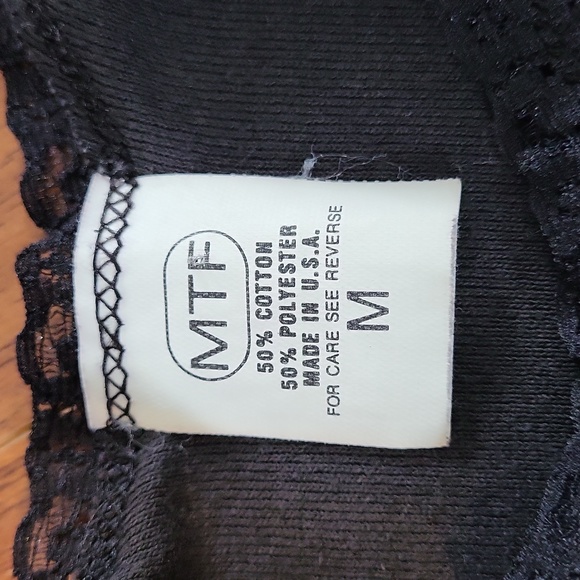 MTF
50% COTTON
50% POLYESTER
MADE IN U.S.A.
FOR CARE SEE REVERSE
M